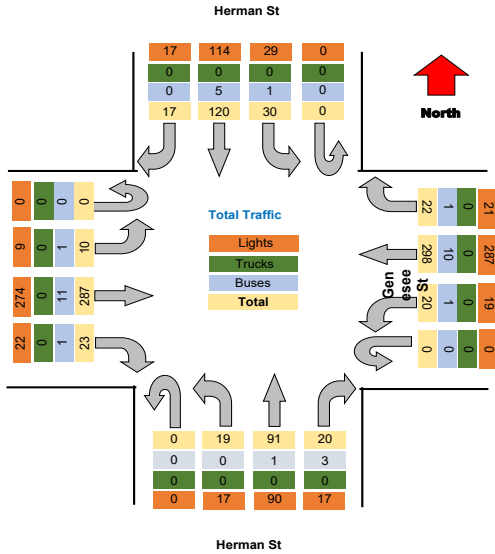 Herman St
17 114 29 0
0 0 0 0
0 5 1 0
17 120 30 0
North
0 0 0 0
9 0 1 10
274 0 11 287
22 0 1 23
Total Traffic
Lights
Trucks
Buses
Total
22 1 0 21
298 10 0 287
20 1 0 19
0 0 0 0
Gen
esee
St
0 19 91 20
0 0 1 3
0 0 0 0
0 17 90 17
Herman St